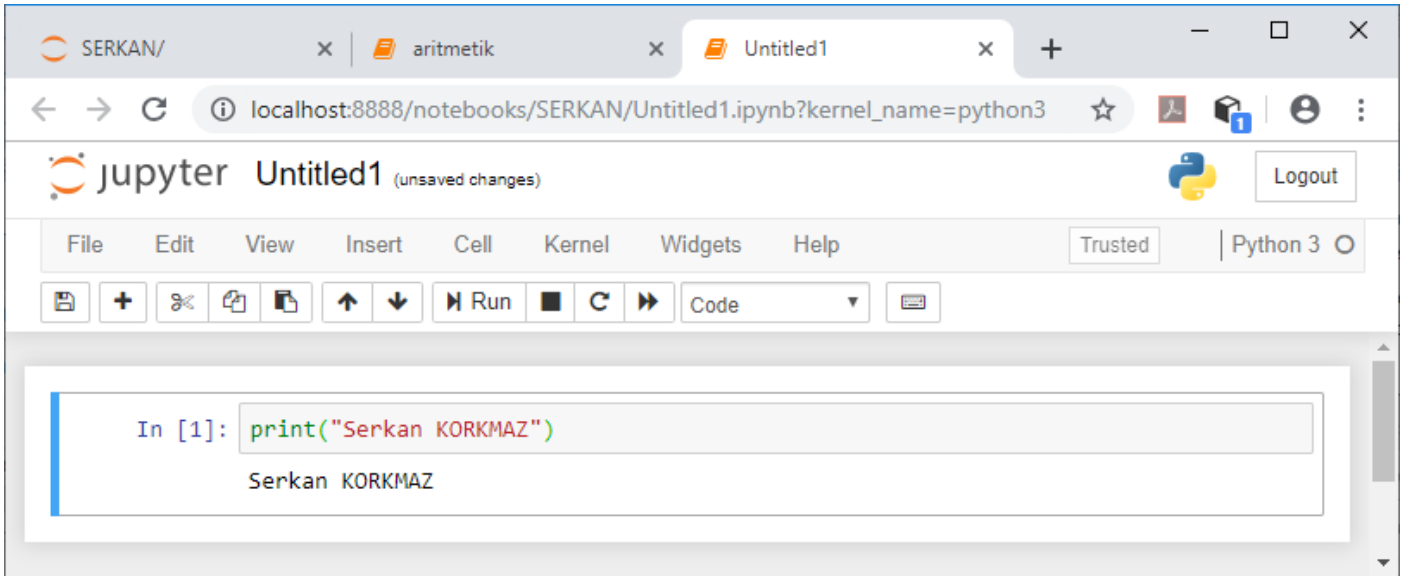 SERKAN/ aritmetik Untitled1
localhost:8888/notebooks/SERKAN/Untitled1.ipynb?kernel_name=python3 1
jupyter Untitled1 (unsaved changes) Logout
File Edit View Insert Cell Kernel Widgets Help Trusted Python 3
Run Code
In [1]: print("Serkan KORKMAZ")
Serkan KORKMAZ